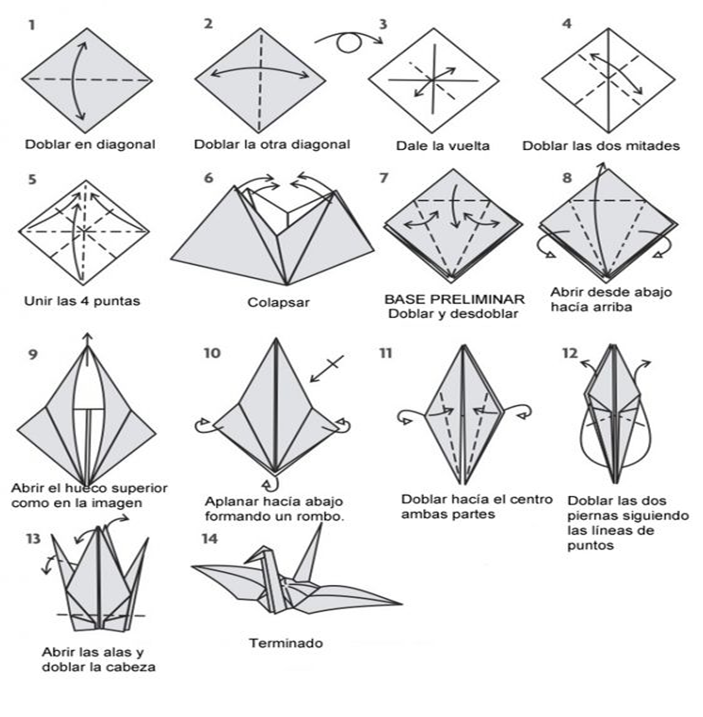 1
Doblar en diagonal
2
Doblar la otra diagonal
3
Dale la vuelta
4
Doblar las dos mitades
5
Unir las 4 puntas
6
Colapsar
7
BASE PRELIMINAR
Doblar y desdoblar
8
Abrir desde abajo
hacía arriba
9
Abrir el hueco superior
como en la imagen
10
Aplanar hacía abajo
formando un rombo.
11
Doblar hacía el centro
ambas partes
12
Doblar las dos
piernas siguiendo
las líneas de
puntos
13
Abrir las alas y
doblar la cabeza
14
Terminado